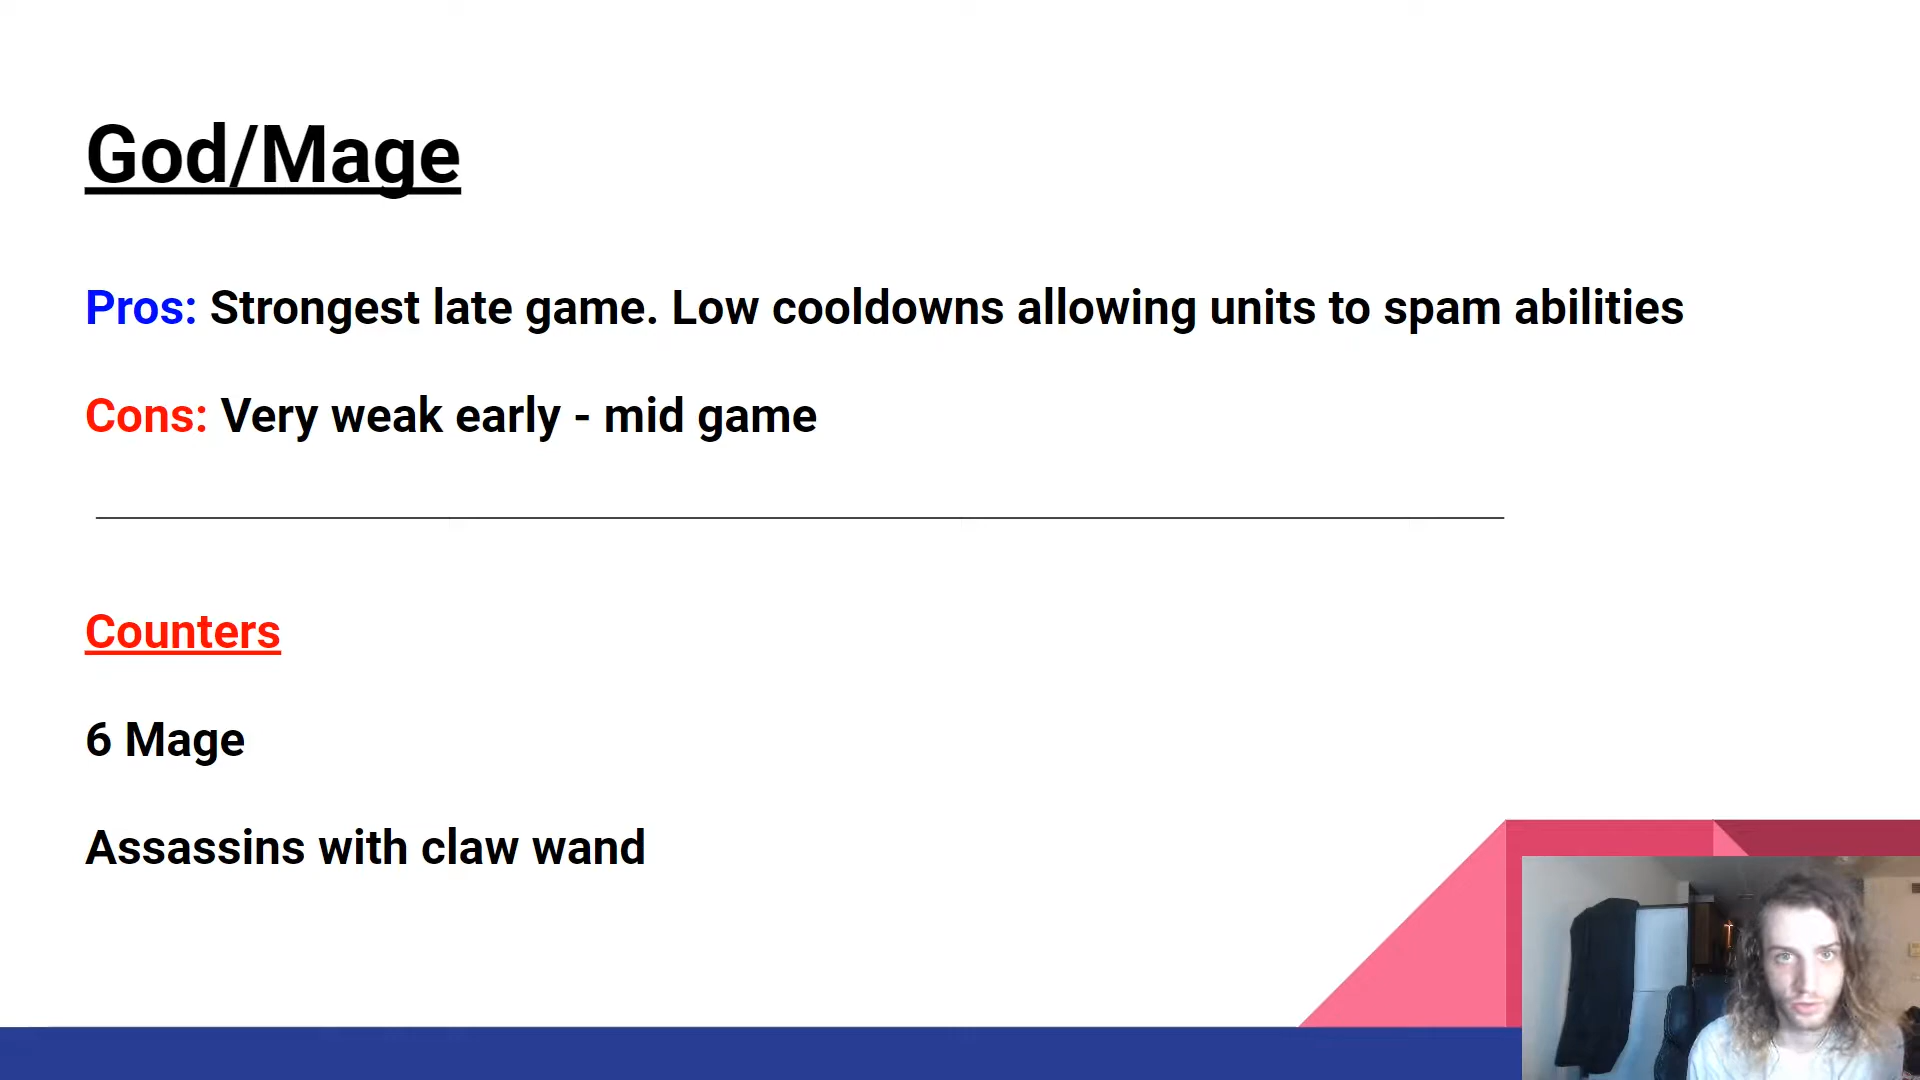 God/Mage
Pros: Strongest late game. Low cooldowns allowing units to spam abilities
Cons: Very weak early - mid game
Counters
6 Mage
Assassins with claw wand